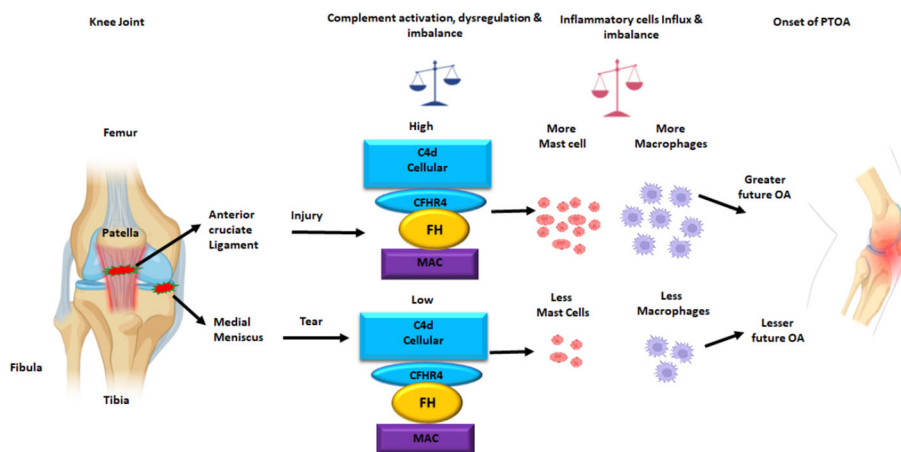 Knee Joint
Complement activation, dysregulation &
imbalance
Inflammatory cells Influx &
imbalance
Onset of PTOA
Femur
High
More
Mast cell
More
Macrophages
C4d
Cellular
CFHR4
FH
MAC
Patella
Anterior
cruciate
Ligament
Injury
Greater
future OA
Low
Less
Mast Cells
Less
Macrophages
Medial
Meniscus
Tear
C4d
Cellular
CFHR4
FH
MAC
Lesser
future OA
Fibula
Tibia